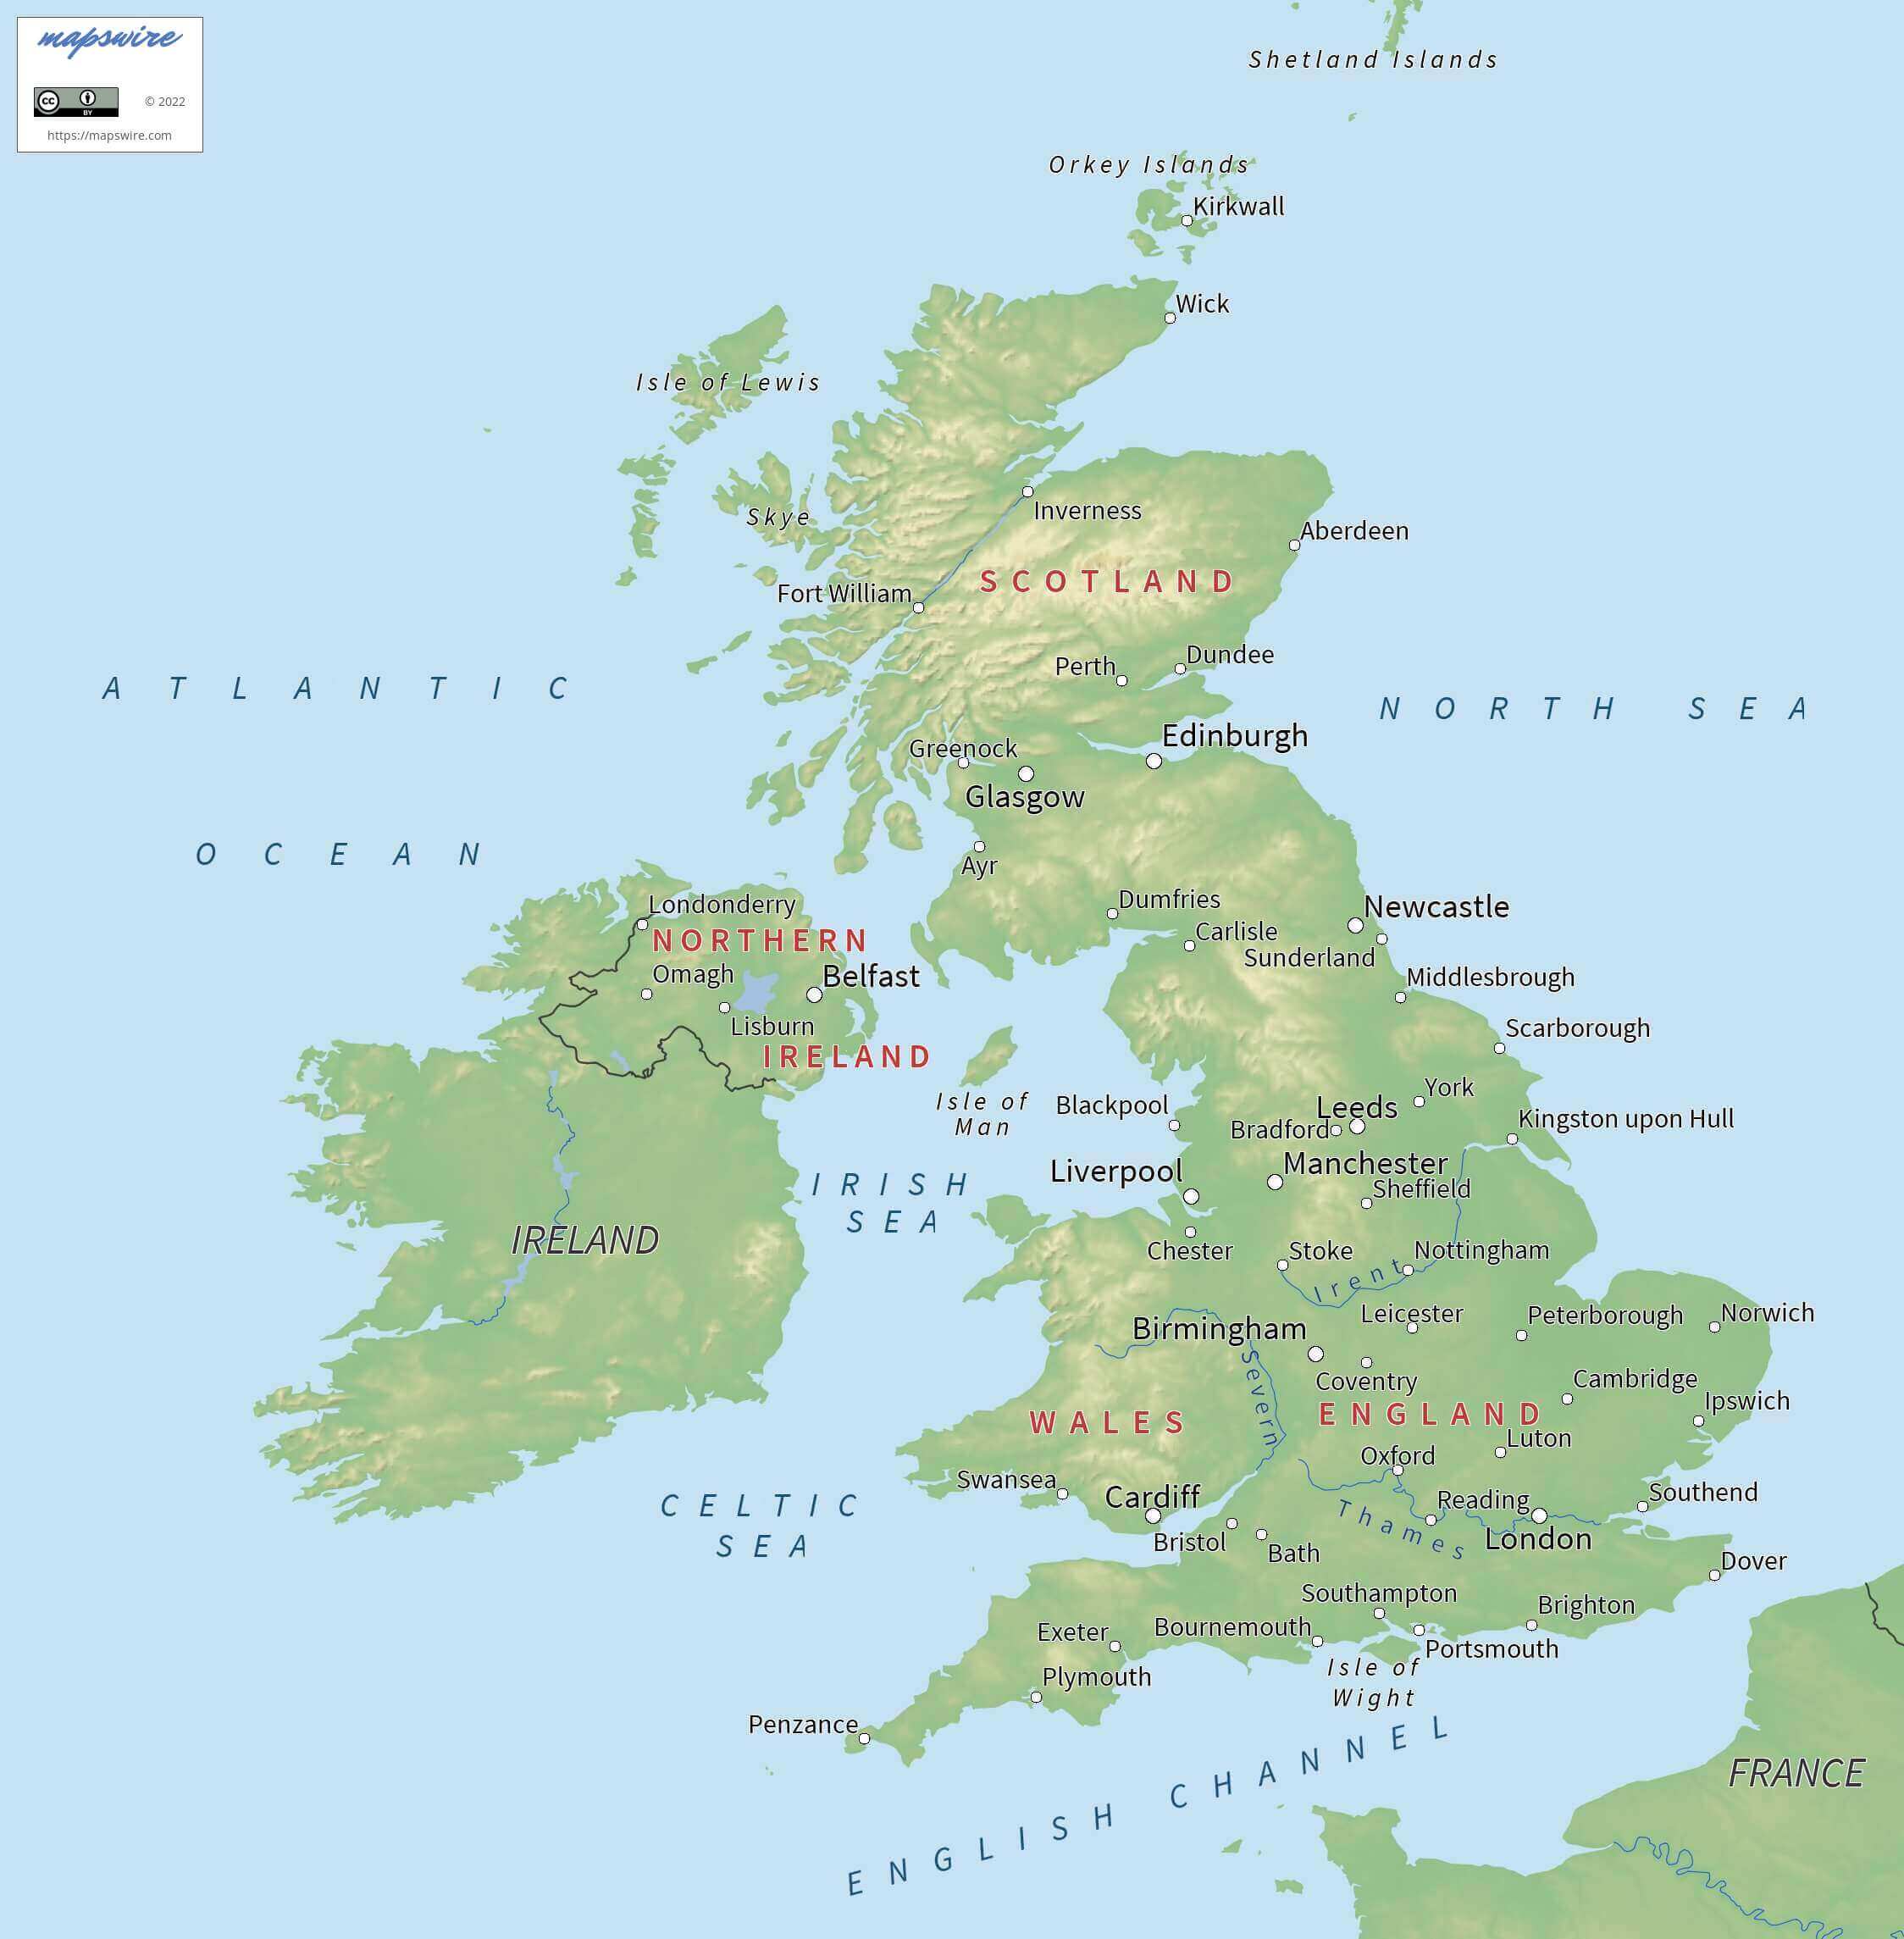 mapswire
cc
BY
© 2022
https://mapswire.com
Shetland Islands
Orkey Islands
Kirkwall
Wick
Isle of Lewis
Skye
Inverness
Aberdeen
SCOTLAND
Fort William
Dundee
Perth
ATLANTIC
NORTH SEA
Edinburgh
Greenock
Glasgow
OCEAN
Ayr
Dumfries
Londonderry
Newcastle
Carlisle
NORTHERN
Sunderland
Omagh
Belfast
Middlesbrough
Lisburn
Scarborough
IRELAND
York
Isle of
Man
Blackpool
Leeds
Kingston upon Hull
Bradford
Manchester
Liverpool
IRISH
SEA
Sheffield
IRELAND
Chester
Stoke
Nottingham
Irent
Leicester
Peterborough
Norwich
Birmingham
Severn
Coventry
Cambridge
Ipswich
WALES
ENGLAND
Luton
Oxford
Swansea
Cardiff
Southend
Reading
CELTIC
SEA
Thames
London
Bristol
Bath
Dover
Southampton
Brighton
Bournemouth
Exeter
Portsmouth
Isle of
Wight
Plymouth
Penzance
ENGLISH CHANNEL
FRANCE